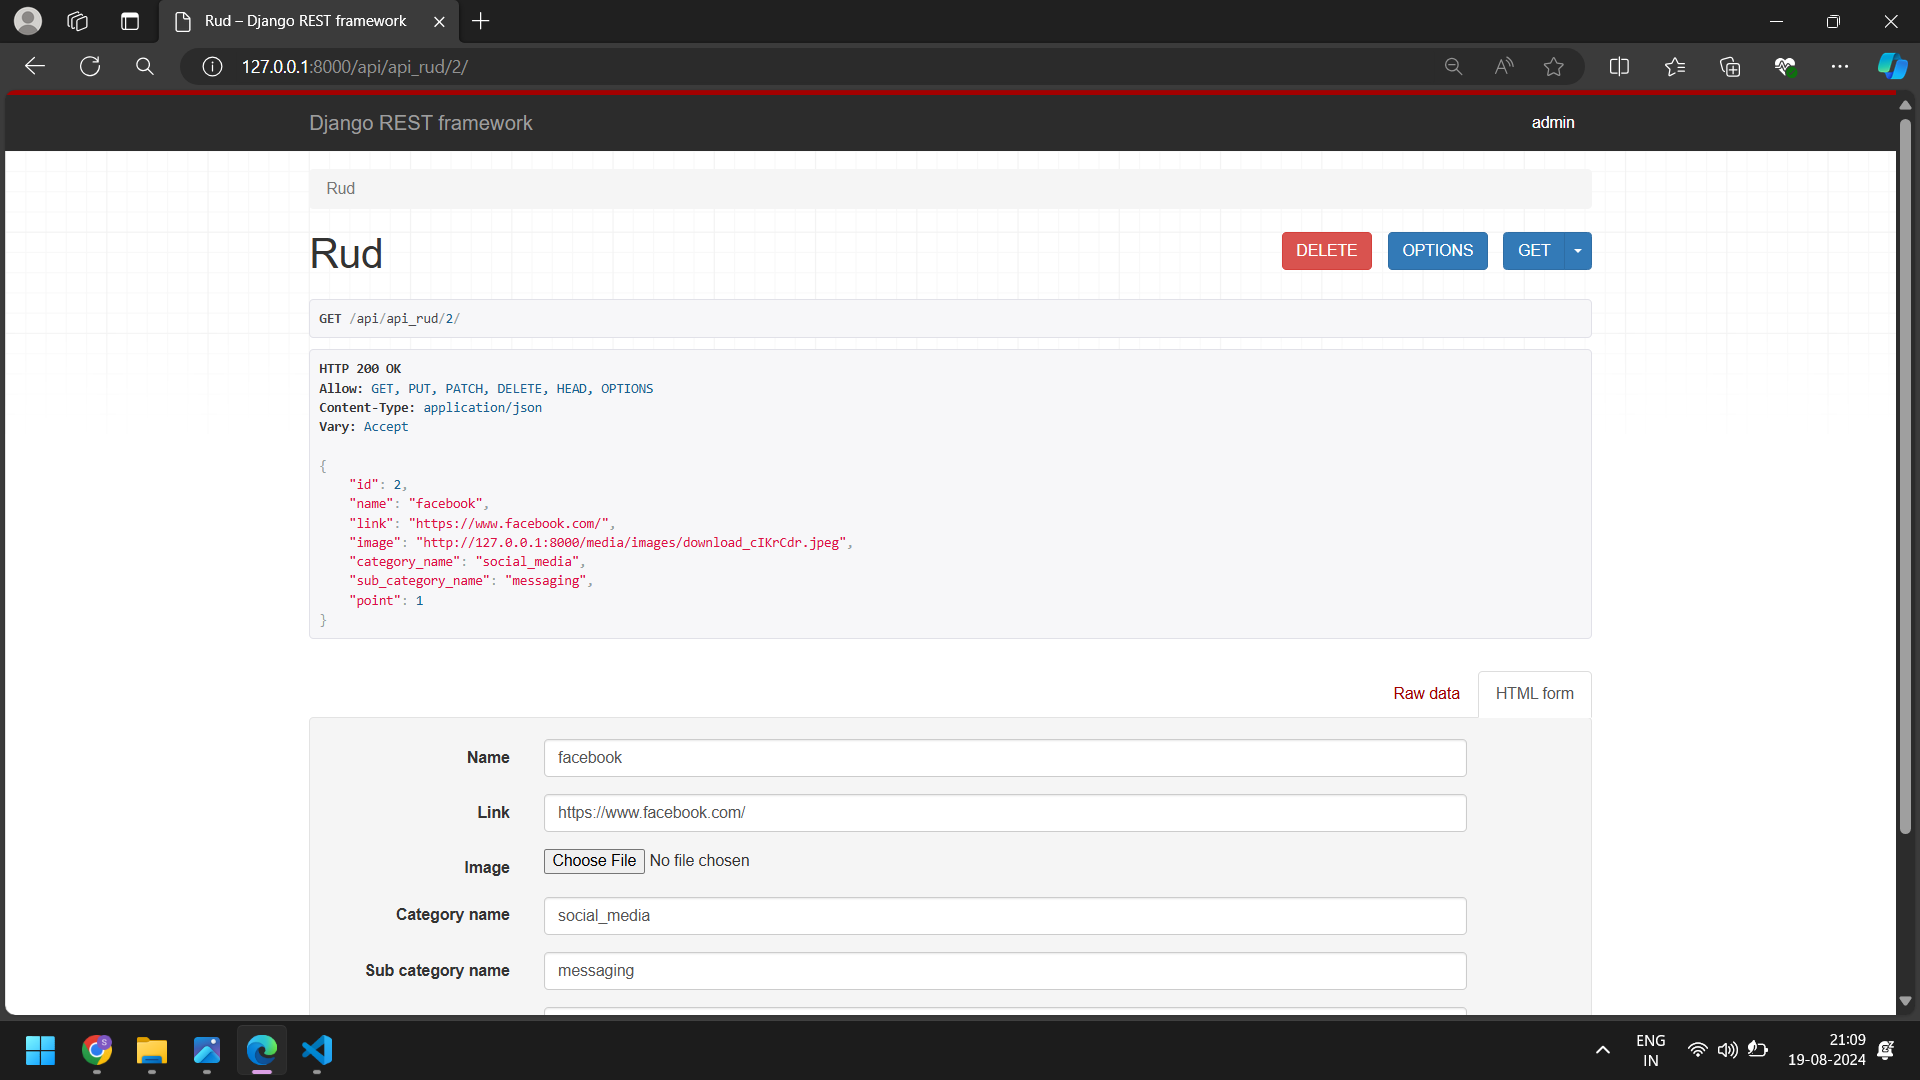 Rud – Django REST framework
127.0.0.1:8000/api/api_rud/2/
Django REST framework
admin
Rud
Rud
DELETE
OPTIONS
GET
GET /api/api_rud/2/
HTTP 200 OK
Allow: GET, PUT, PATCH, DELETE, HEAD, OPTIONS
Content-Type: application/json
Vary: Accept
{
"id": 2,
"name": "facebook",
"link": "https://www.facebook.com/",
"image": "http://127.0.0.1:8000/media/images/download_cIKrCdr.jpeg",
"category_name": "social_media",
"sub_category_name": "messaging",
"point": 1
}
Raw data
HTML form
Name facebook
Link https://www.facebook.com/
Image Choose File No file chosen
Category name social_media
Sub category name messaging
ENG
IN
21:09
19-08-2024